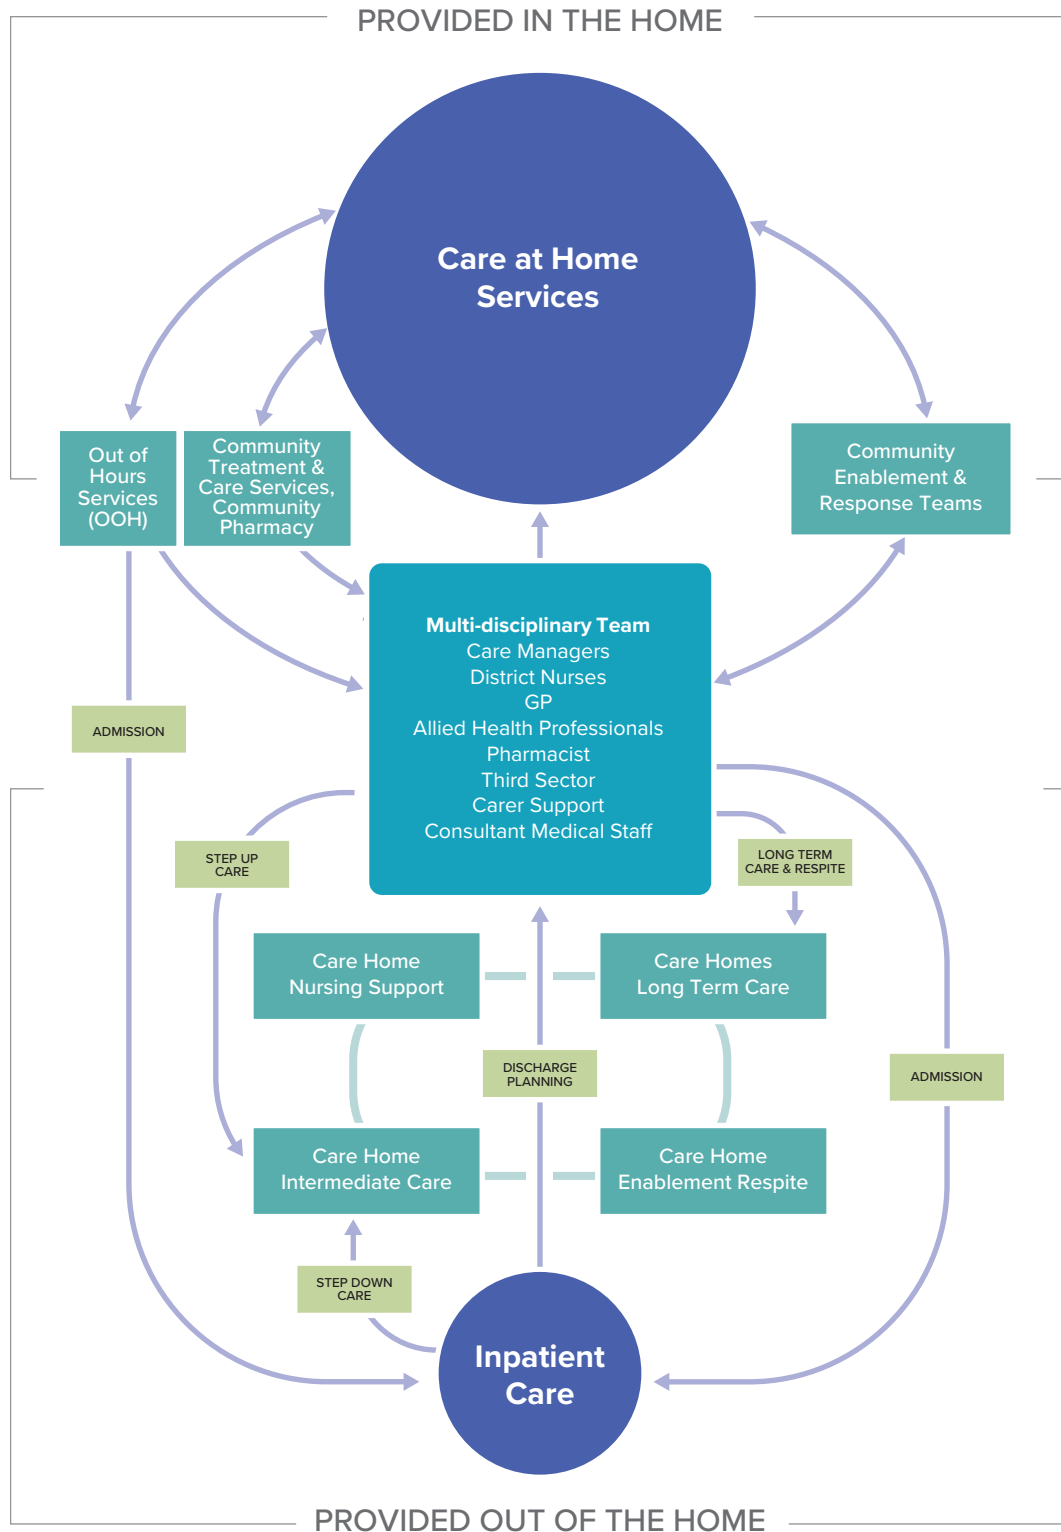 PROVIDED IN THE HOME
Care at Home
Services
Out of
Hours
Services
(OOH)
Community
Treatment &
Care Services,
Community
Pharmacy
Community
Enablement &
Response Teams
Multi-disciplinary Team
Care Managers
District Nurses
GP
Allied Health Professionals
Pharmacist
Third Sector
Carer Support
Consultant Medical Staff
ADMISSION
STEP UP
CARE
LONG TERM
CARE & RESPITE
Care Home
Nursing Support
Care Homes
Long Term Care
DISCHARGE
PLANNING
ADMISSION
Care Home
Intermediate Care
Care Home
Enablement Respite
STEP DOWN
CARE
Inpatient
Care
PROVIDED OUT OF THE HOME